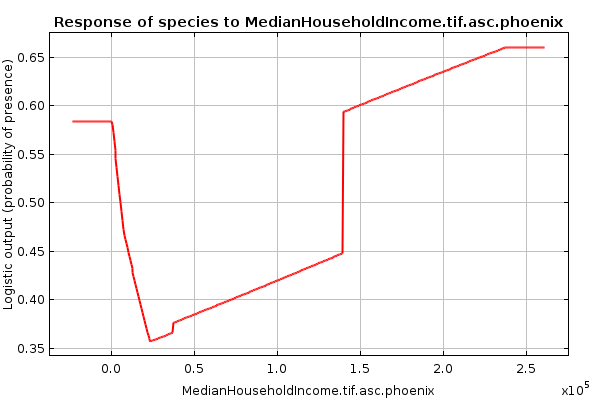 Response of species to MedianHouseholdIncome.tif.asc.phoenix
Logistic output (probability of presence)
0.65
0.60
0.55
0.50
0.45
0.40
0.35
0.0 0.5 1.0 1.5 2.0 2.5
MedianHouseholdIncome.tif.asc.phoenix
x10⁵